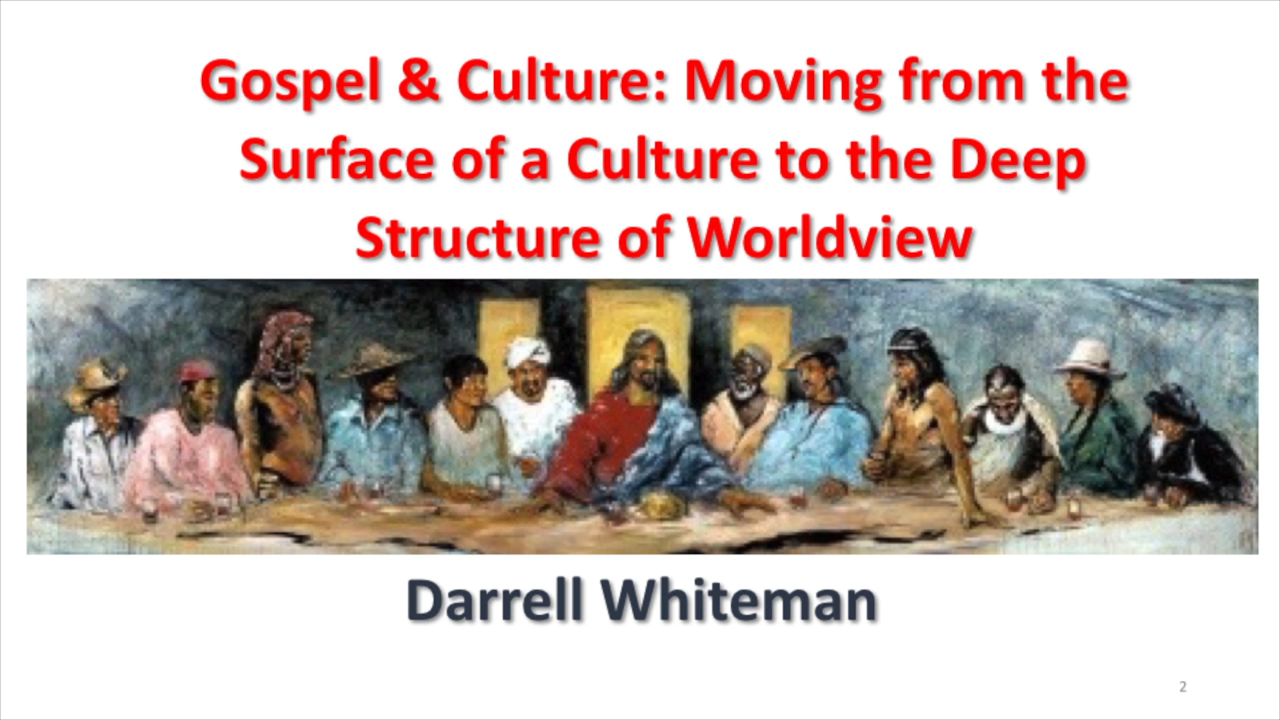 Gospel & Culture: Moving from the
Surface of a Culture to the Deep
Structure of Worldview
Darrell Whiteman
2